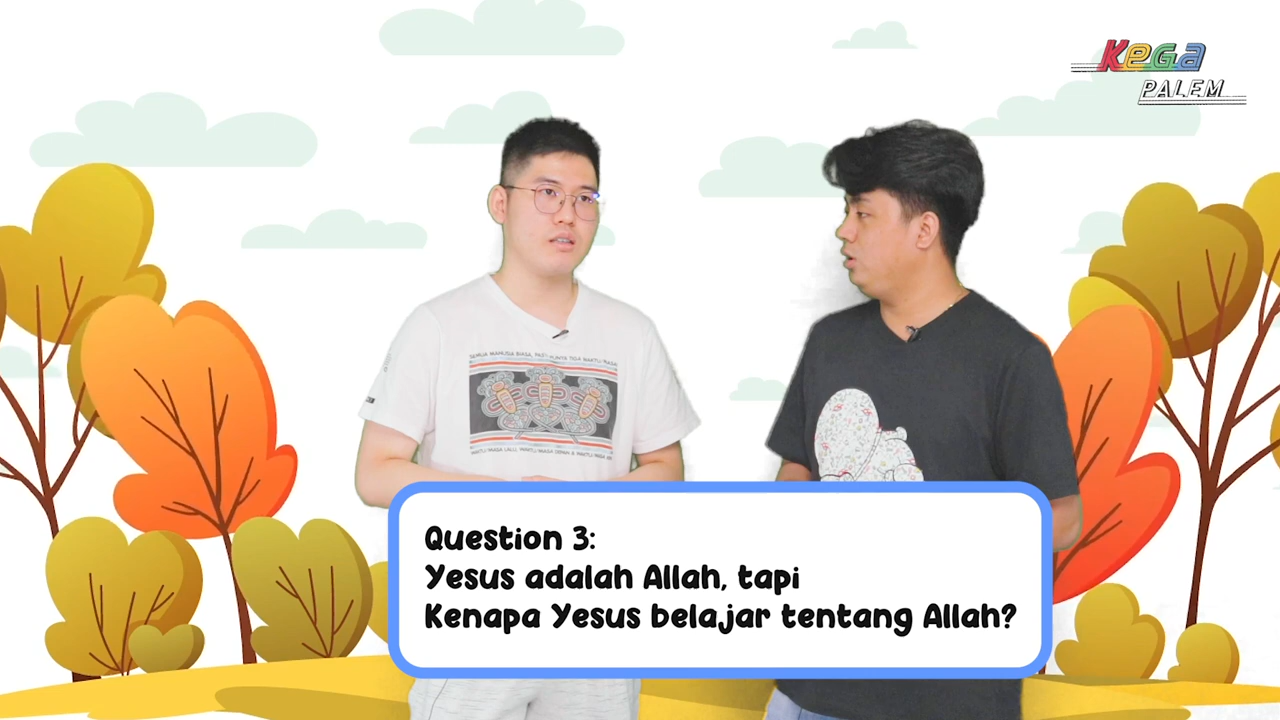 Kega
PALEM
Question 3:
Yesus adalah Allah, tapi
Kenapa Yesus belajar tentang Allah?